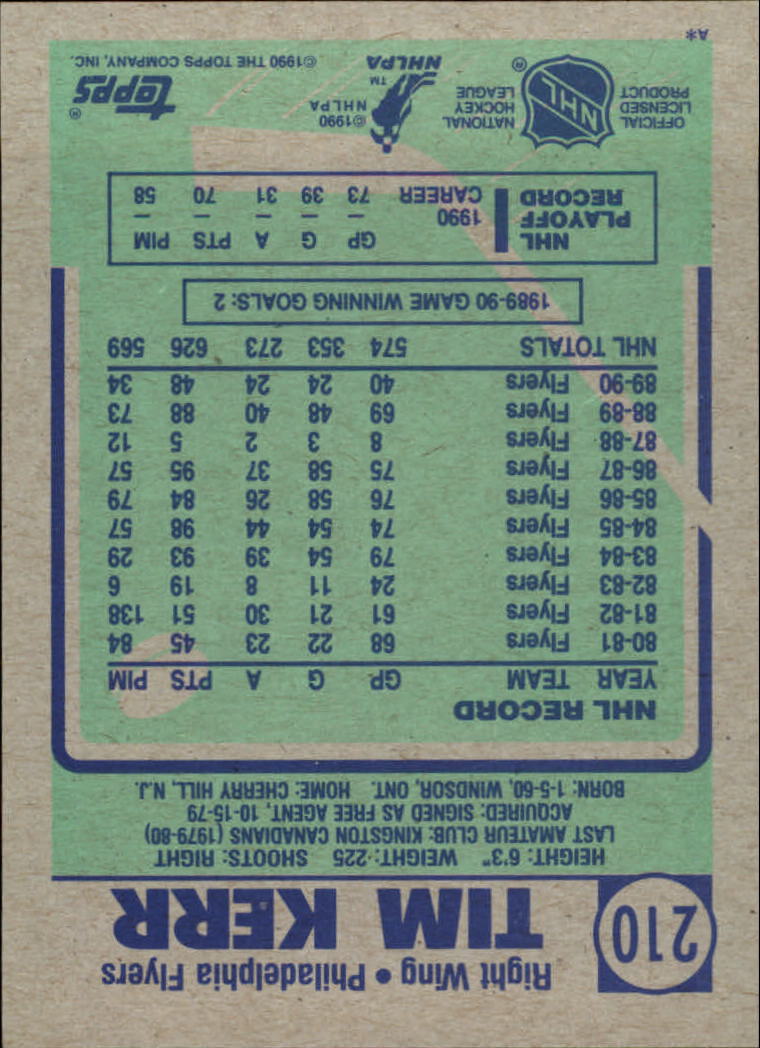 210
Right Wing • Philadelphia Flyers
TIM KERR
HEIGHT: 6'3" WEIGHT: 225 SHOOTS: RIGHT
LAST AMATEUR CLUB: KINGSTON CANADIANS (1979-80)
ACQUIRED: SIGNED AS FREE AGENT, 10-15-79
BORN: 1-5-60, WINDSOR, ONT. HOME: CHERRY HILL, N.J.
NHL RECORD
YEAR TEAM GP G A PTS PIM
80-81 Flyers 68 22 23 45 84
81-82 Flyers 61 21 30 51 138
82-83 Flyers 24 11 8 19 6
83-84 Flyers 79 54 39 93 29
84-85 Flyers 74 54 44 98 57
85-86 Flyers 76 58 26 84 79
86-87 Flyers 75 58 37 95 57
87-88 Flyers 8 3 2 5 12
88-89 Flyers 69 48 40 88 73
89-90 Flyers 40 24 24 48 34
NHL TOTALS 574 353 273 626 569
1989-90 GAME WINNING GOALS: 2
NHL PLAYOFF RECORD
GP G A PTS PIM
1990 — — — — —
CAREER 73 39 31 70 58
OFFICIAL LICENSED PRODUCT
NHL ®
NATIONAL HOCKEY LEAGUE
©1990 NHLPA
NHLPA ™
topps ®
©1990 THE TOPPS COMPANY, INC.
A*